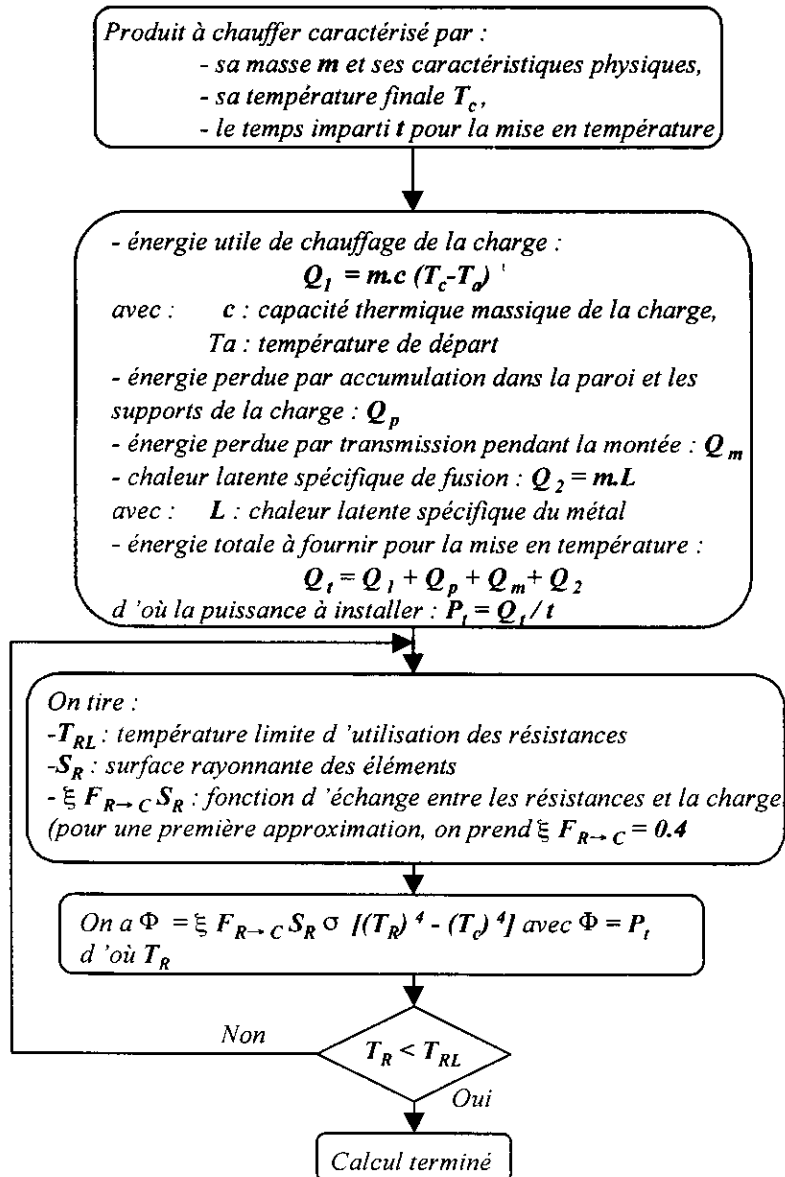 Produit à chauffer caractérisé par :
- sa masse m et ses caractéristiques physiques,
- sa température finale T_c,
- le temps imparti t pour la mise en température
- énergie utile de chauffage de la charge :
Q_1 = m.c (T_c-T_a)
avec : c : capacité thermique massique de la charge,
Ta : température de départ
- énergie perdue par accumulation dans la paroi et les
supports de la charge : Q_p
- énergie perdue par transmission pendant la montée : Q_m
- chaleur latente spécifique de fusion : Q_2 = m.L
avec : L : chaleur latente spécifique du métal
- énergie totale à fournir pour la mise en température :
Q_t = Q_1 + Q_p + Q_m + Q_2
d 'où la puissance à installer : P_t = Q_t / t
On tire :
-T_RL : température limite d 'utilisation des résistances
-S_R : surface rayonnante des éléments
- ξ F_R→C S_R : fonction d 'échange entre les résistances et la charge
(pour une première approximation, on prend ξ F_R→C = 0.4
On a Φ = ξ F_R→C S_R σ [(T_R)^4 - (T_c)^4] avec Φ = P_t
d 'où T_R
Non
T_R < T_RL
Oui
Calcul terminé